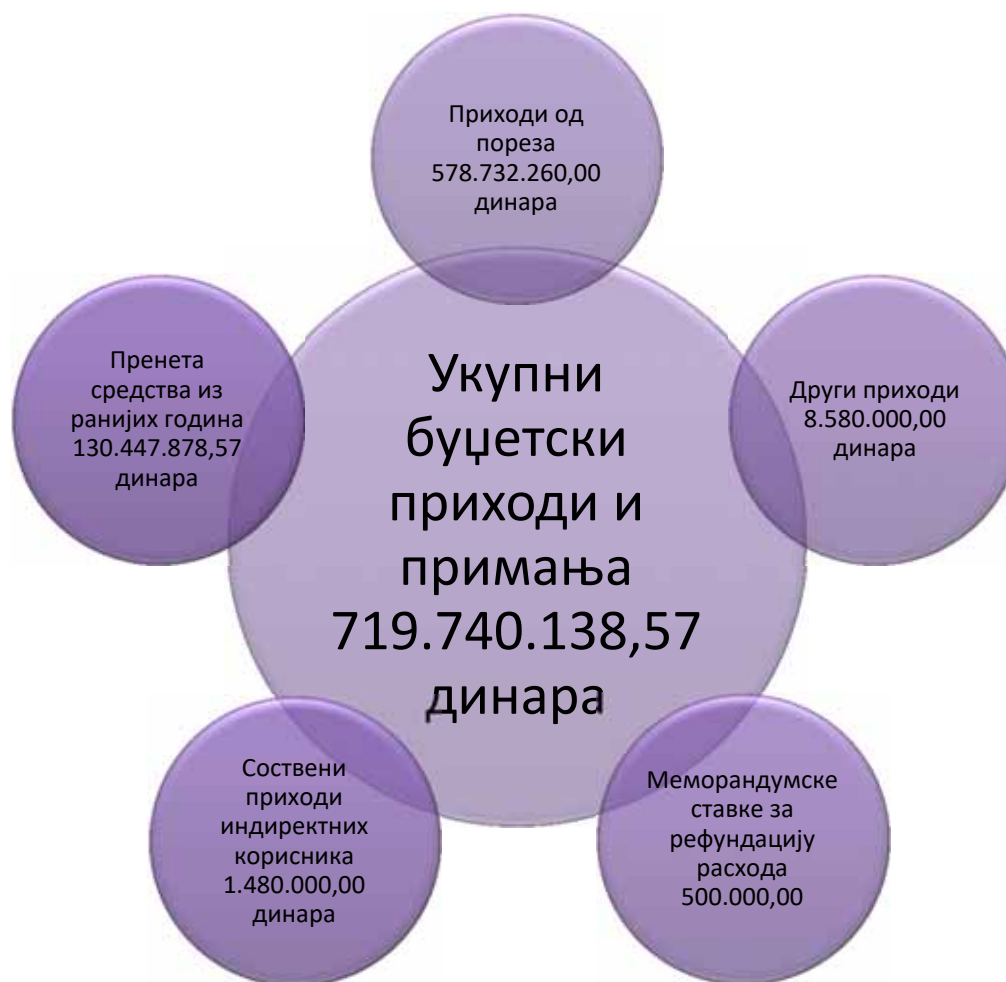 Приходи од
пореза
578.732.260,00
динара
Пренета
средства из
ранијих година
130.447.878,57
динара
Укупни
буџетски
приходи и
примања
719.740.138,57
динара
Други приходи
8.580.000,00
динара
Соствени
приходи
индиректних
корисника
1.480.000,00
динара
Меморандумске
ставке за
рефундацију
расхода
500.000,00